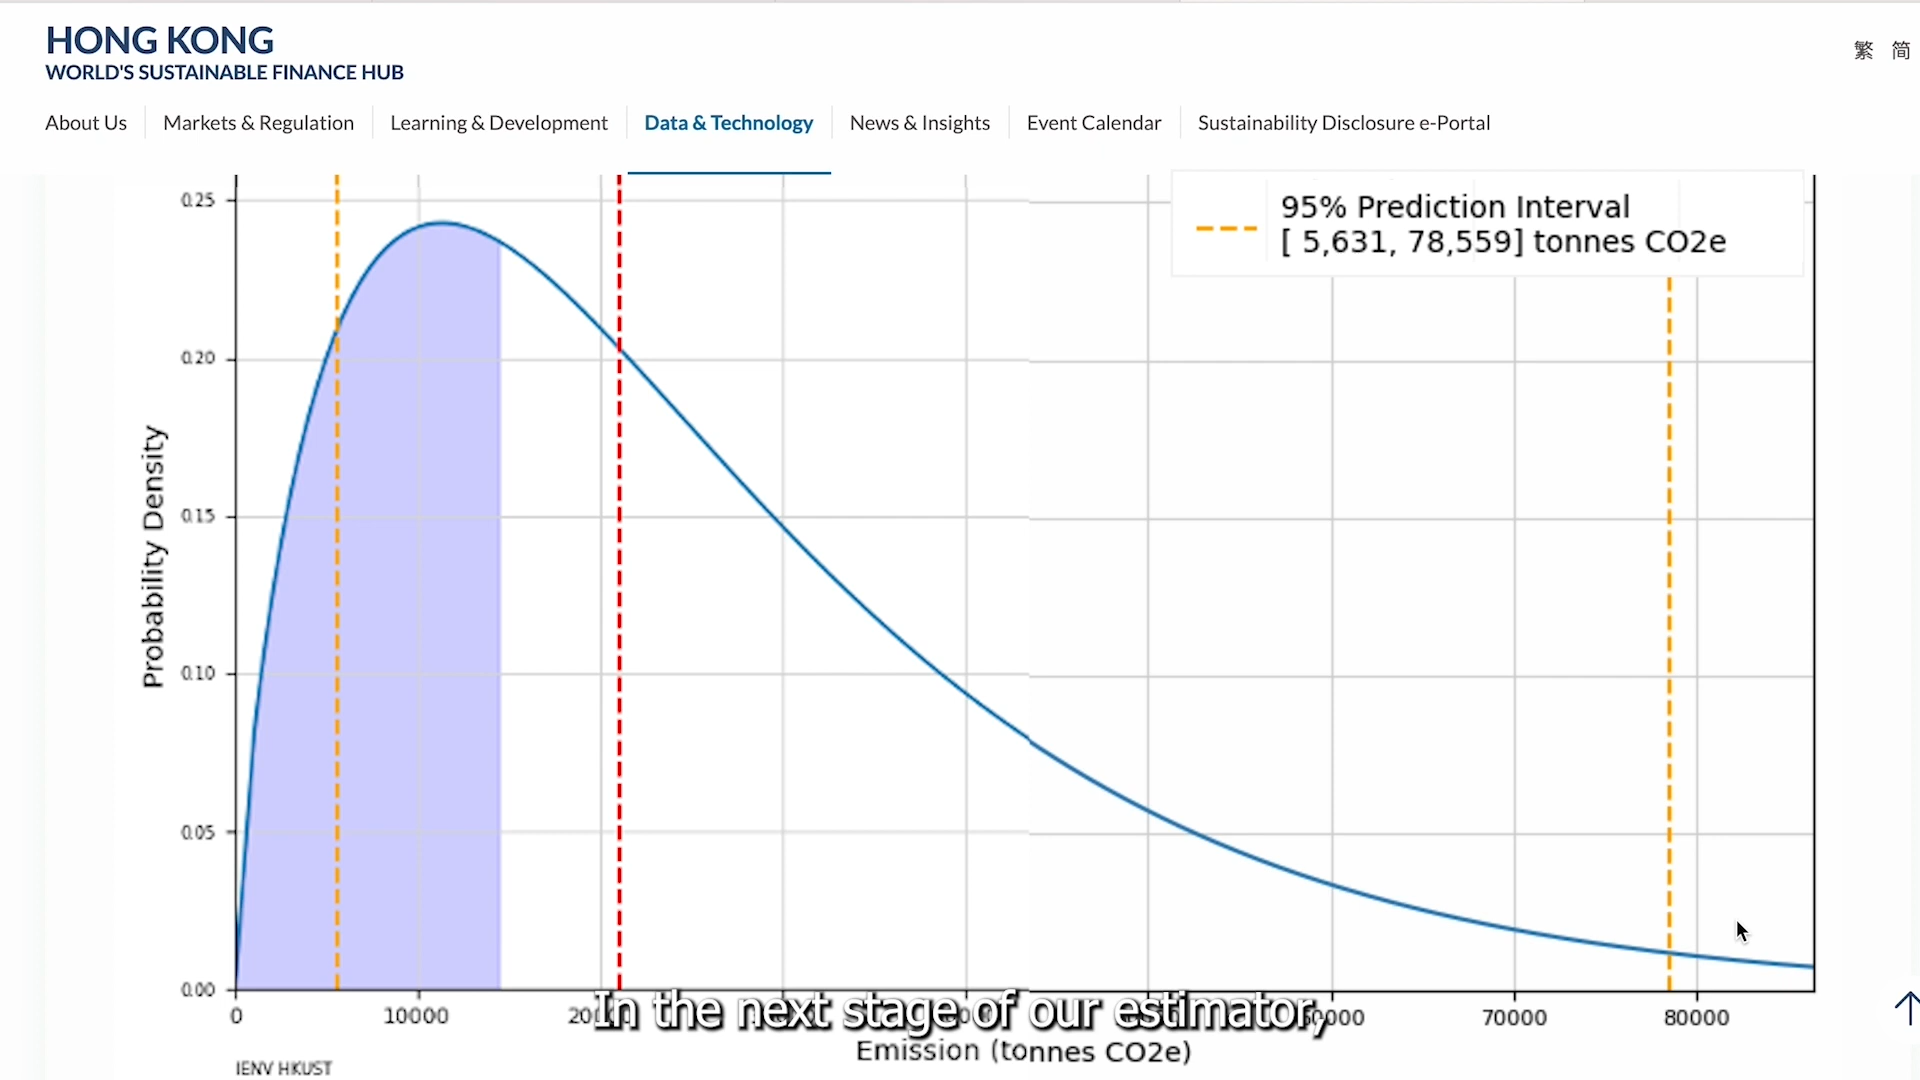 HONG KONG
WORLD'S SUSTAINABLE FINANCE HUB
繁 简
About Us Markets & Regulation Learning & Development Data & Technology News & Insights Event Calendar Sustainability Disclosure e-Portal
95% Prediction Interval
[ 5,631, 78,559] tonnes CO2e
0.25
0.20
0.15
0.10
0.05
0.00
Probability Density
0 10000 70000 80000
In the next stage of our estimator,
Emission (tonnes CO2e)
IENV HKUST